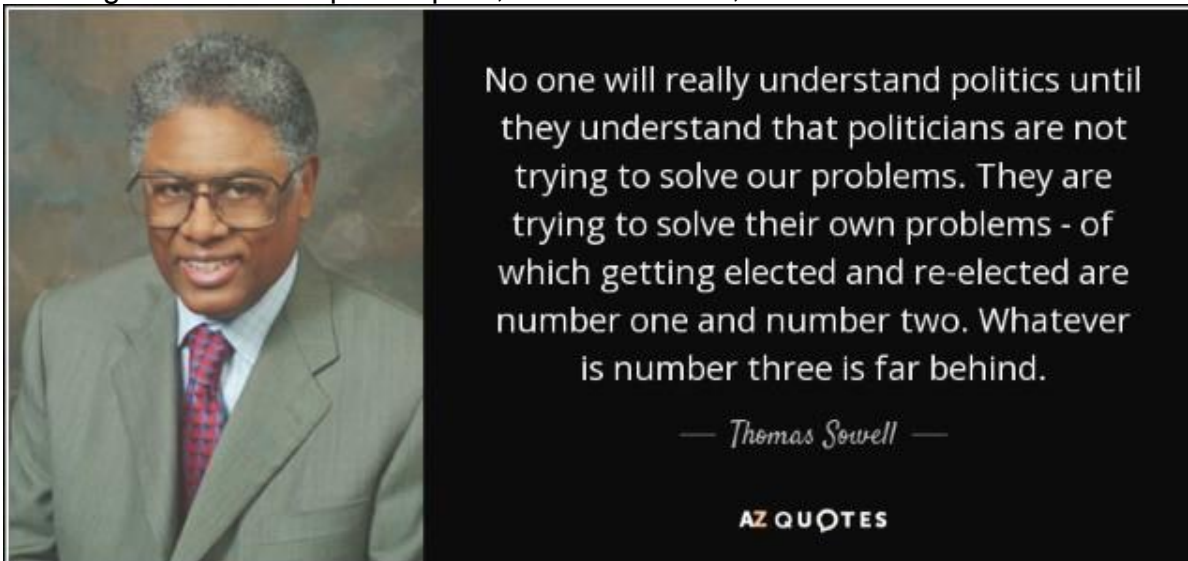 No one will really understand politics until
they understand that politicians are not
trying to solve our problems. They are
trying to solve their own problems - of
which getting elected and re-elected are
number one and number two. Whatever
is number three is far behind.
— Thomas Sowell —
AZ QUOTES